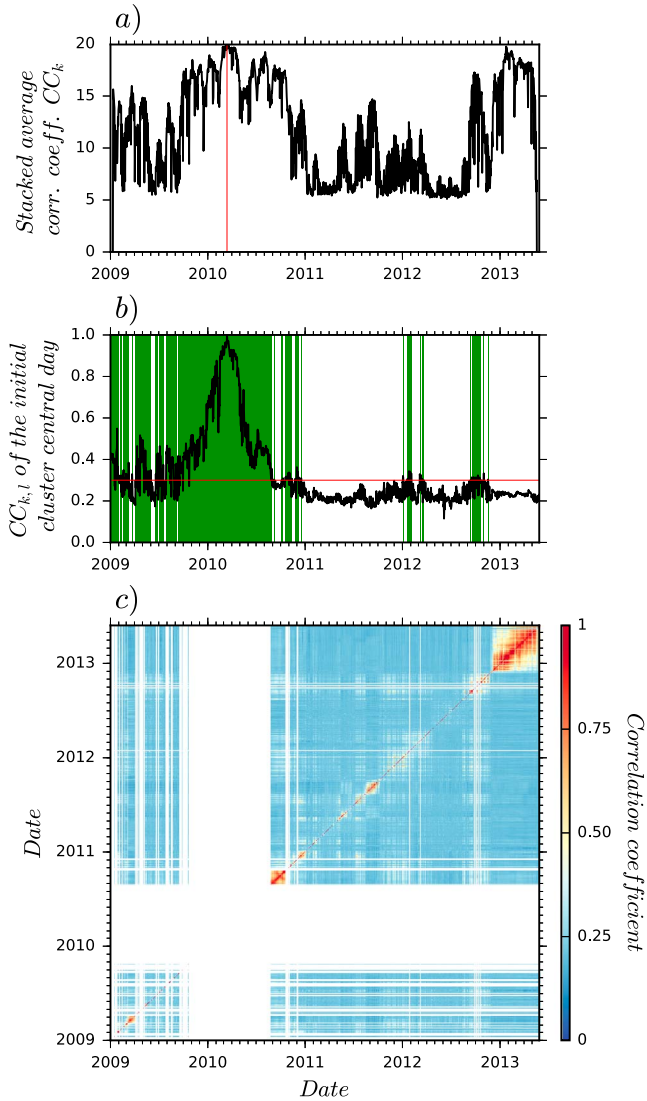 a)
Stacked average
corr. coeff. CC_k
20
15
10
5
0
2009 2010 2011 2012 2013
b)
CC_{k,l} of the initial
cluster central day
1.0
0.8
0.6
0.4
0.2
0.0
2009 2010 2011 2012 2013
c)
Date
2013
2012
2011
2010
2009
2009 2010 2011 2012 2013
Date
1
0.75
0.50
0.25
0
Correlation coefficient